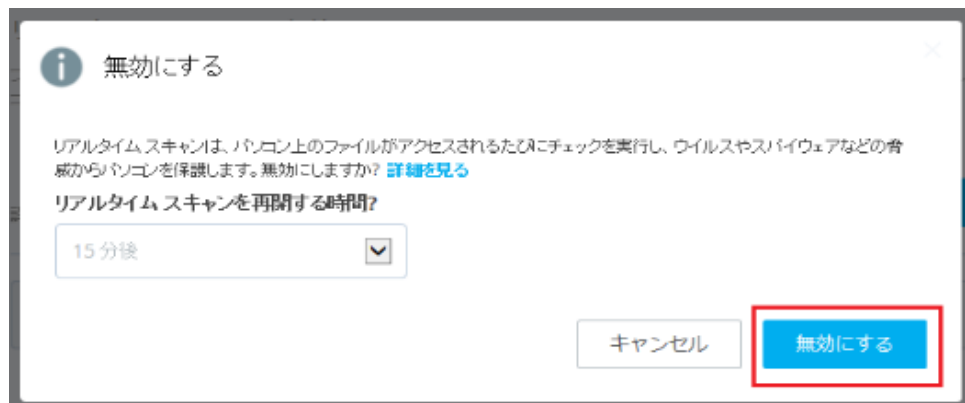 無効にする
リアルタイム スキャンは、パソコン上のファイルがアクセスされるたびにチェックを実行し、ウイルスやスパイウェアなどの脅
威からパソコンを保護します。無効にしますか? 詳細を見る
リアルタイム スキャンを再開する時間?
15 分後
キャンセル
無効にする